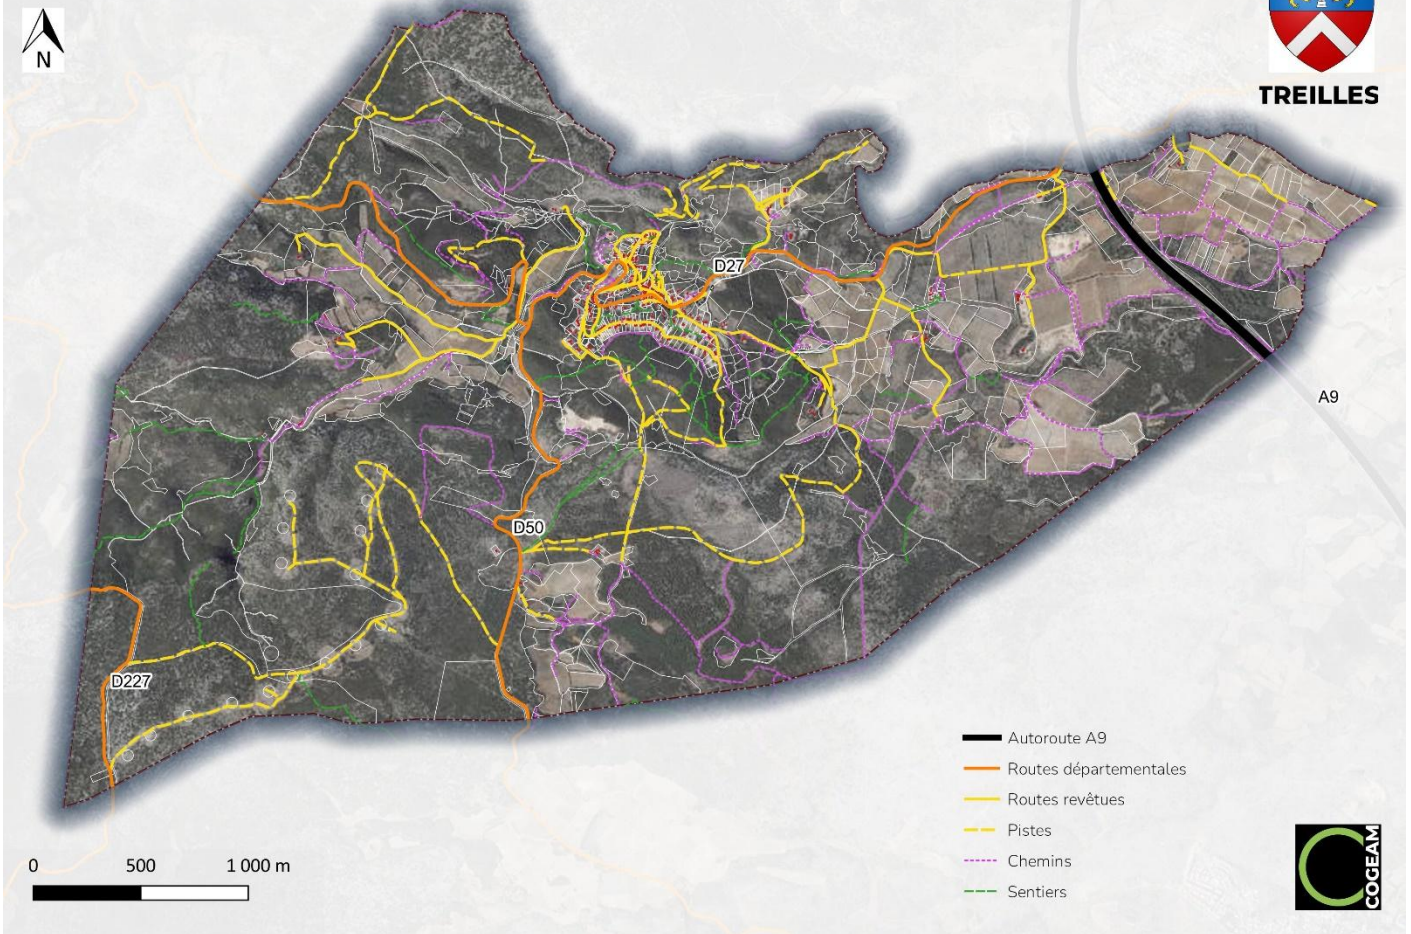 N
TREILLES
D27
A9
D50
D227
Autoroute A9
Routes départementales
Routes revêtues
Pistes
Chemins
Sentiers
0 500 1 000 m
COGEAM